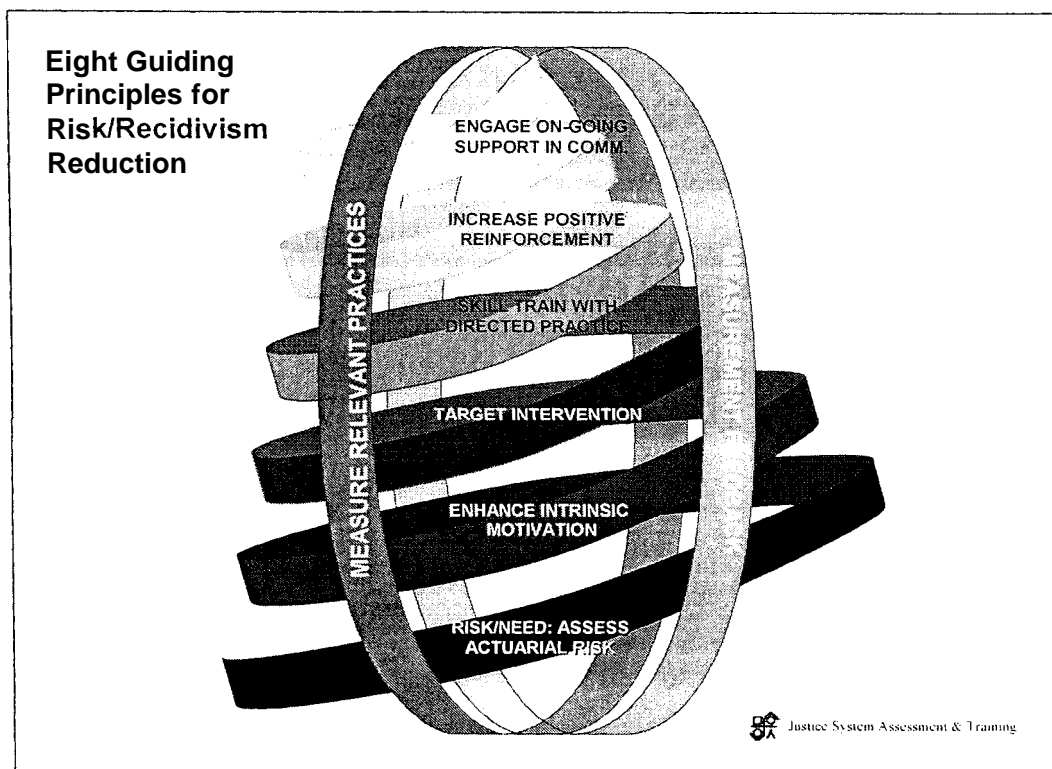 Eight Guiding
Principles for
Risk/Recidivism
Reduction
ENGAGE ON-GOING
SUPPORT IN COMM.
INCREASE POSITIVE
REINFORCEMENT
SKILL TRAIN WITH
DIRECTED PRACTICE
TARGET INTERVENTION
ENHANCE INTRINSIC
MOTIVATION
RISK/NEED: ASSESS
ACTUARIAL RISK
MEASURE RELEVANT PRACTICES
Justice System Assessment & Training